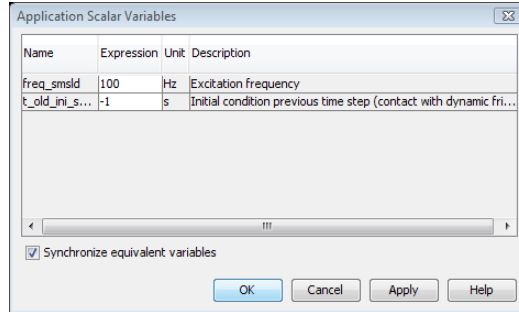 Application Scalar Variables
Name Expression Unit Description
freq_smsld 100 Hz Excitation frequency
t_old_ini_s... -1 s Initial condition previous time step (contact with dynamic fri...
Synchronize equivalent variables
OK Cancel Apply Help